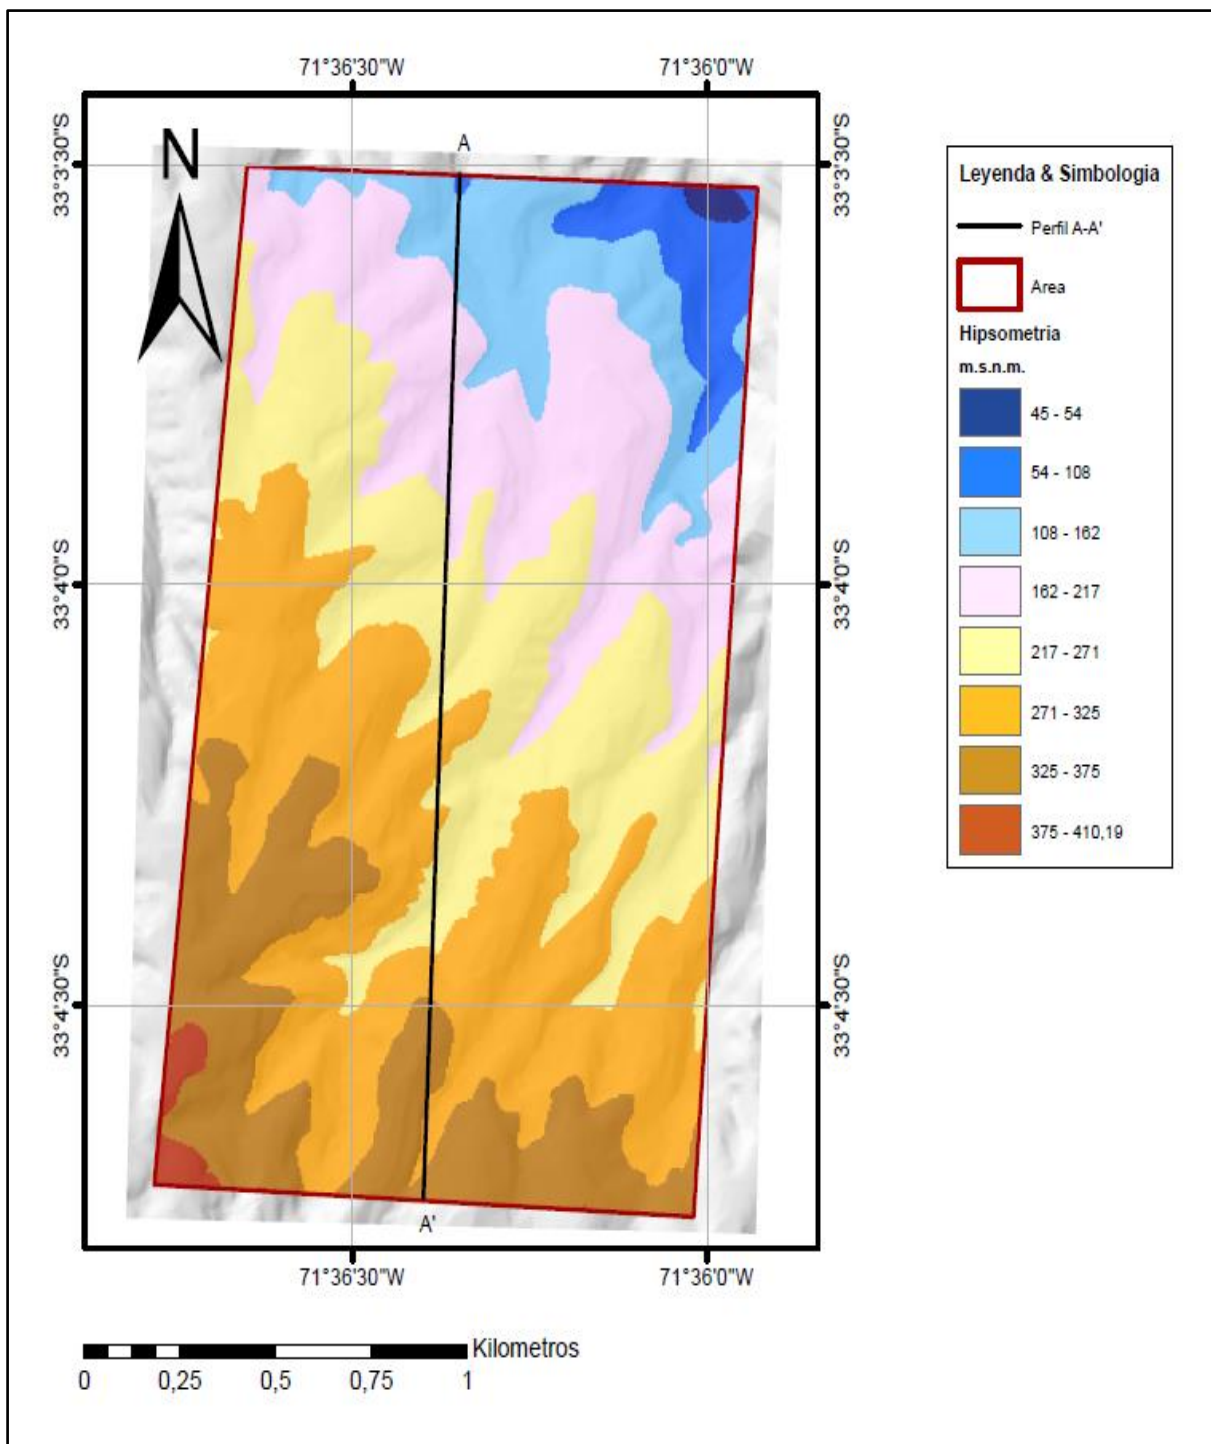 71°36'30"W
71°36'0"W
A
N
33°3'30"S
33°3'30"S
Leyenda & Simbologia
Perfil A-A'
Area
Hipsometria
m.s.n.m.
45 - 54
54 - 108
108 - 162
33°4'0"S
33°4'0"S
162 - 217
217 - 271
271 - 325
325 - 375
375 - 410,19
33°4'30"S
33°4'30"S
A'
71°36'30"W
71°36'0"W
Kilometros
0
0,25
0,5
0,75
1